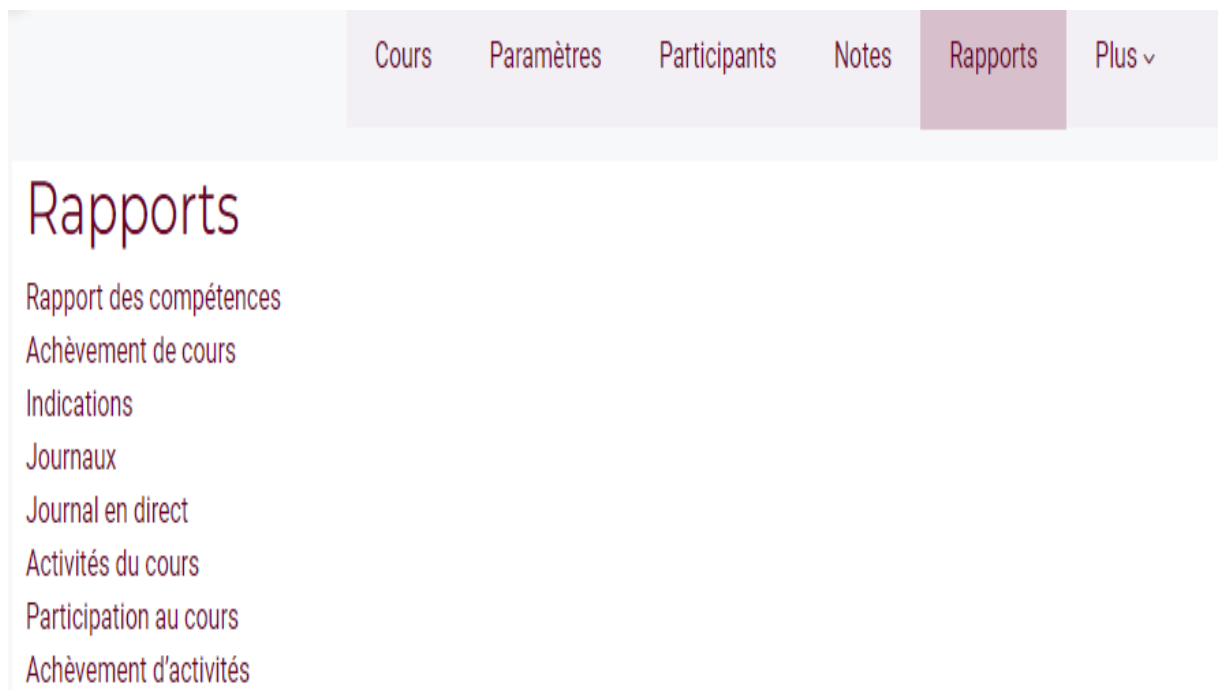 Cours Paramètres Participants Notes Rapports Plus
Rapports
Rapport des compétences
Achèvement de cours
Indications
Journaux
Journal en direct
Activités du cours
Participation au cours
Achèvement d'activités